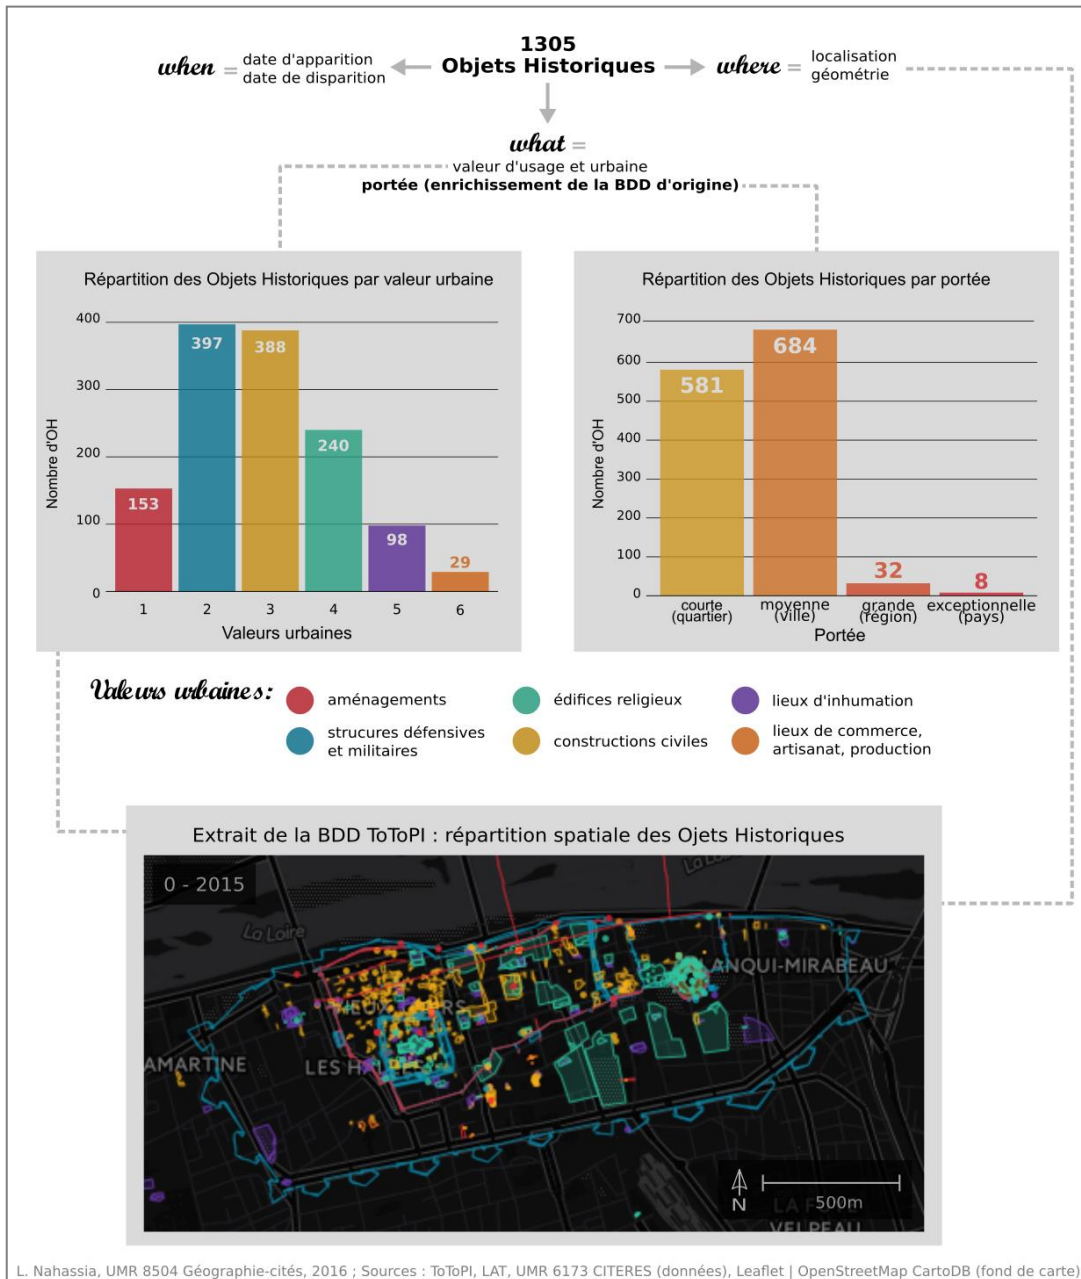 1305
Objets Historiques
when =
date d'apparition
date de disparition
where =
localisation
géométrie
what =
valeur d'usage et urbaine
portée (enrichissement de la BDD d'origine)
Répartition des Objets Historiques par valeur urbaine
Nombre d'OH
400
300
200
100
0
153
397
388
240
98
29
1 2 3 4 5 6
Valeurs urbaines
Répartition des Objets Historiques par portée
Nombre d'OH
700
600
500
400
300
200
100
0
581
684
32
8
courte
(quartier)
moyenne
(ville)
grande
(région)
exceptionnelle
(pays)
Portée
Valeurs urbaines:
aménagements
édifices religieux
lieux d'inhumation
strucures défensives
et militaires
constructions civiles
lieux de commerce,
artisanat, production
Extrait de la BDD ToToPI : répartition spatiale des Ojets Historiques
0 - 2015
La Loire
La Loire
ANQUI-MIRABEAU
AMARTINE
N
500m
VELPEAU
L. Nahassia, UMR 8504 Géographie-cités, 2016 ; Sources : ToToPI, LAT, UMR 6173 CITERES (données), Leaflet | OpenStreetMap CartoDB (fond de carte)